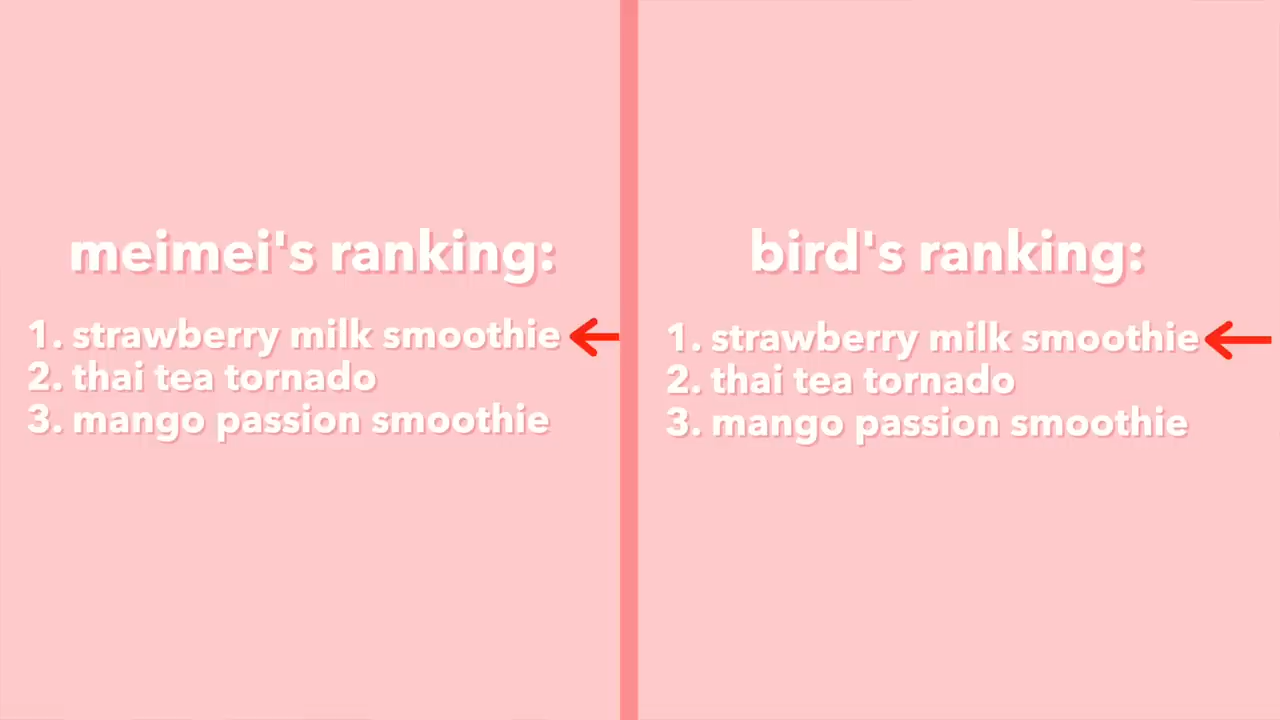 meimei's ranking:
1. strawberry milk smoothie
2. thai tea tornado
3. mango passion smoothie
bird's ranking:
1. strawberry milk smoothie
2. thai tea tornado
3. mango passion smoothie